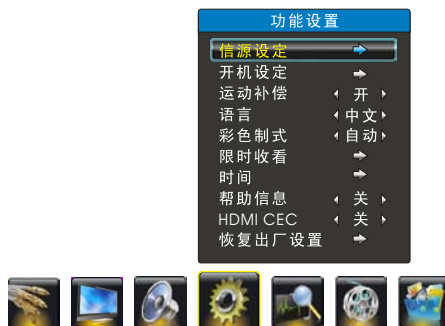 功能设置
信源设定
开机设定
运动补偿 开
语言 中文
彩色制式 自动
限时收看
时间
帮助信息 关
HDMI CEC 关
恢复出厂设置